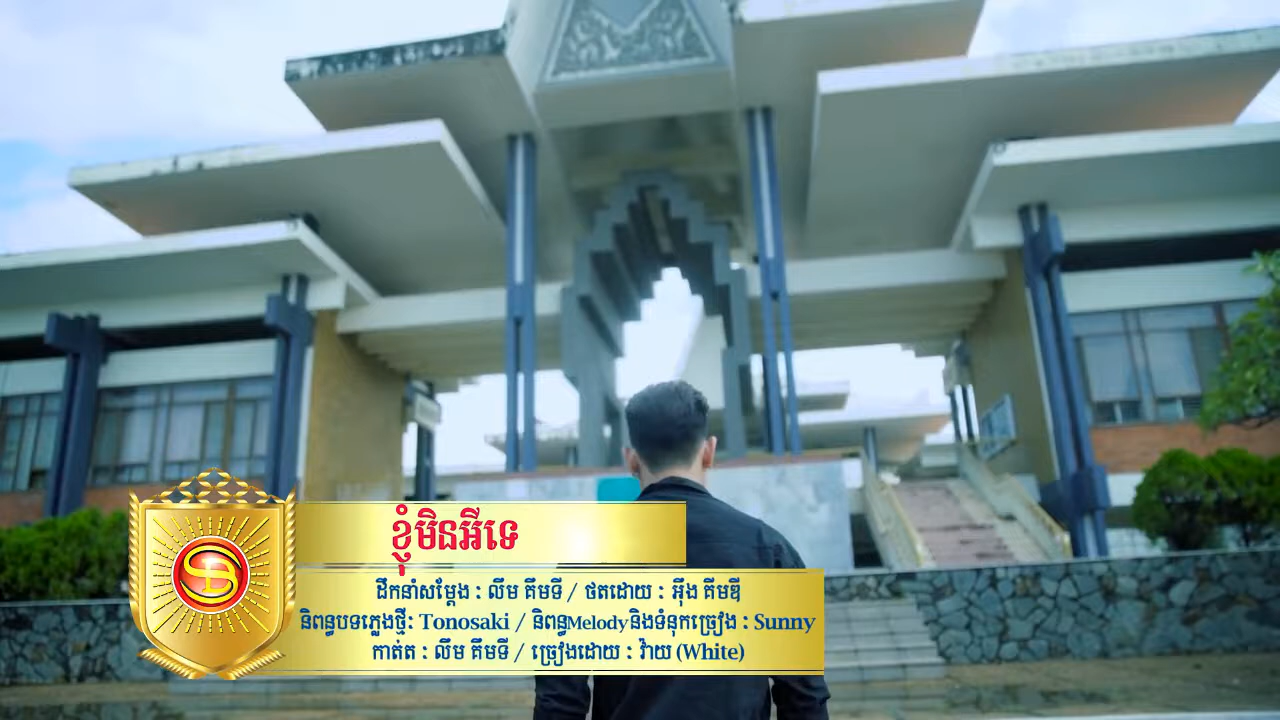 ខ្ញុំមិនអីទេ
ដឹកនាំសម្ដែង : លឹម គឹមទី / ថតដោយ : អ៊ឹង គីមឌី
និពន្ធបទភ្លេងថ្មី: Tonosaki / និពន្ធMelodyនិងទំនុកច្រៀង : Sunny
កាត់ត : លឹម គឹមទី / ច្រៀងដោយ : វ៉ាយ (White)
SD